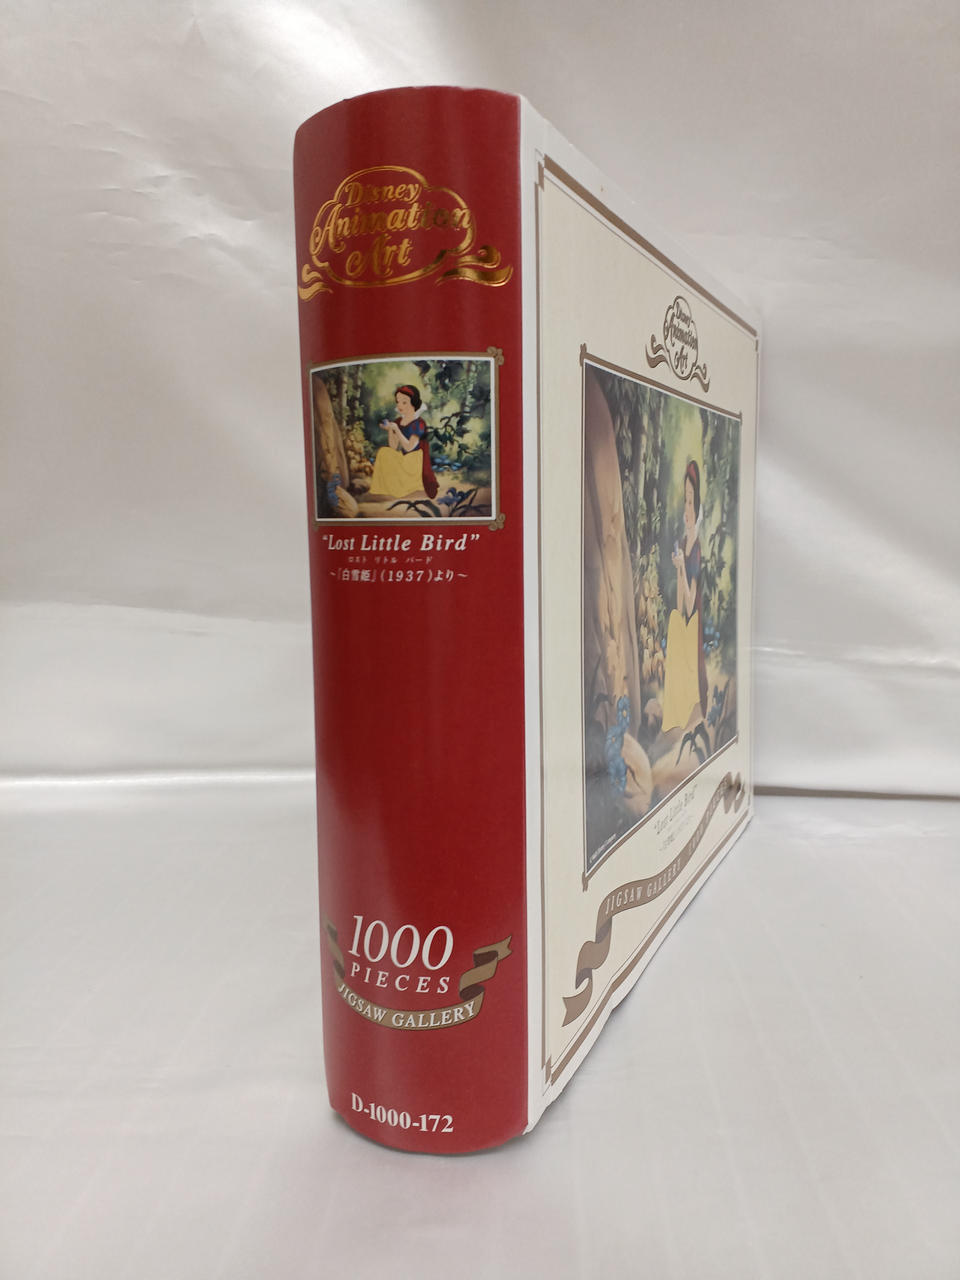 Disney
Animation
Art
"Lost Little Bird"
ロスト リトル バード
~『白雪姫』(1937)より~
1000
PIECES
JIGSAW GALLERY
D-1000-172
Disney
Animation
Art
"Lost Little Bird"
JIGSAW GALLERY